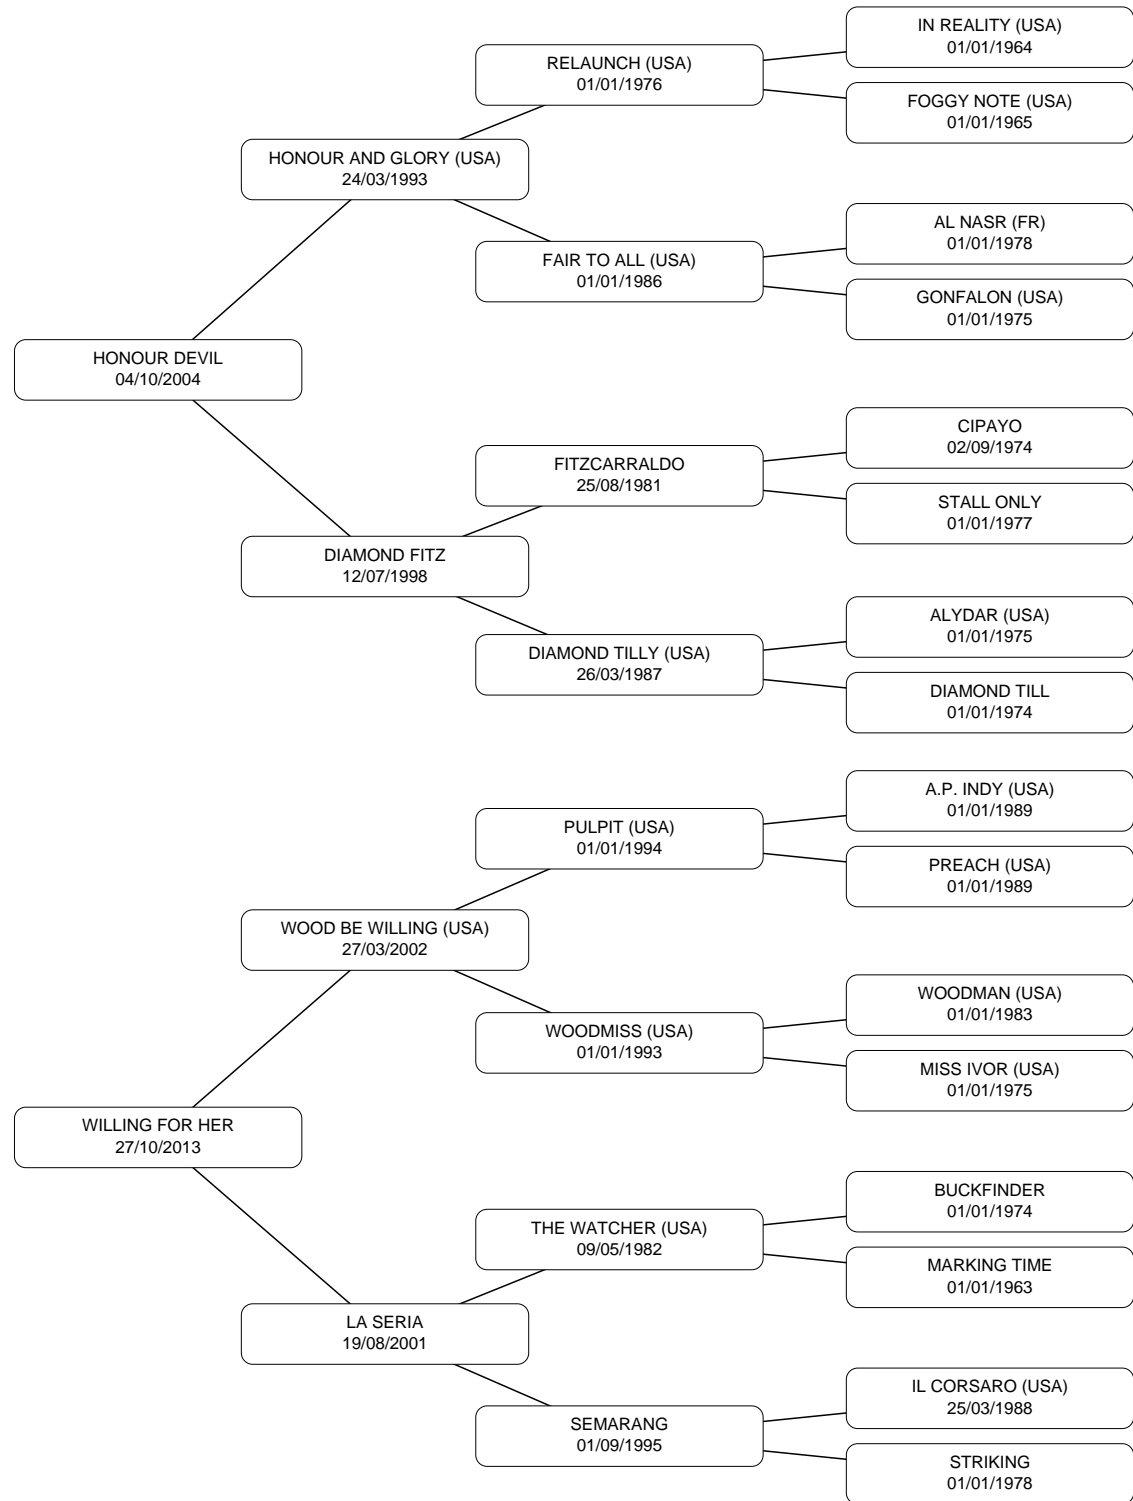 IN REALITY (USA)
01/01/1964
RELAUNCH (USA)
01/01/1976
FOGGY NOTE (USA)
01/01/1965
HONOUR AND GLORY (USA)
24/03/1993
AL NASR (FR)
01/01/1978
FAIR TO ALL (USA)
01/01/1986
GONFALON (USA)
01/01/1975
HONOUR DEVIL
04/10/2004
CIPAYO
02/09/1974
FITZCARRALDO
25/08/1981
STALL ONLY
01/01/1977
DIAMOND FITZ
12/07/1998
ALYDAR (USA)
01/01/1975
DIAMOND TILLY (USA)
26/03/1987
DIAMOND TILL
01/01/1974
A.P. INDY (USA)
01/01/1989
PULPIT (USA)
01/01/1994
PREACH (USA)
01/01/1989
WOOD BE WILLING (USA)
27/03/2002
WOODMAN (USA)
01/01/1983
WOODMISS (USA)
01/01/1993
MISS IVOR (USA)
01/01/1975
WILLING FOR HER
27/10/2013
BUCKFINDER
01/01/1974
THE WATCHER (USA)
09/05/1982
MARKING TIME
01/01/1963
LA SERIA
19/08/2001
IL CORSARO (USA)
25/03/1988
SEMARANG
01/09/1995
STRIKING
01/01/1978